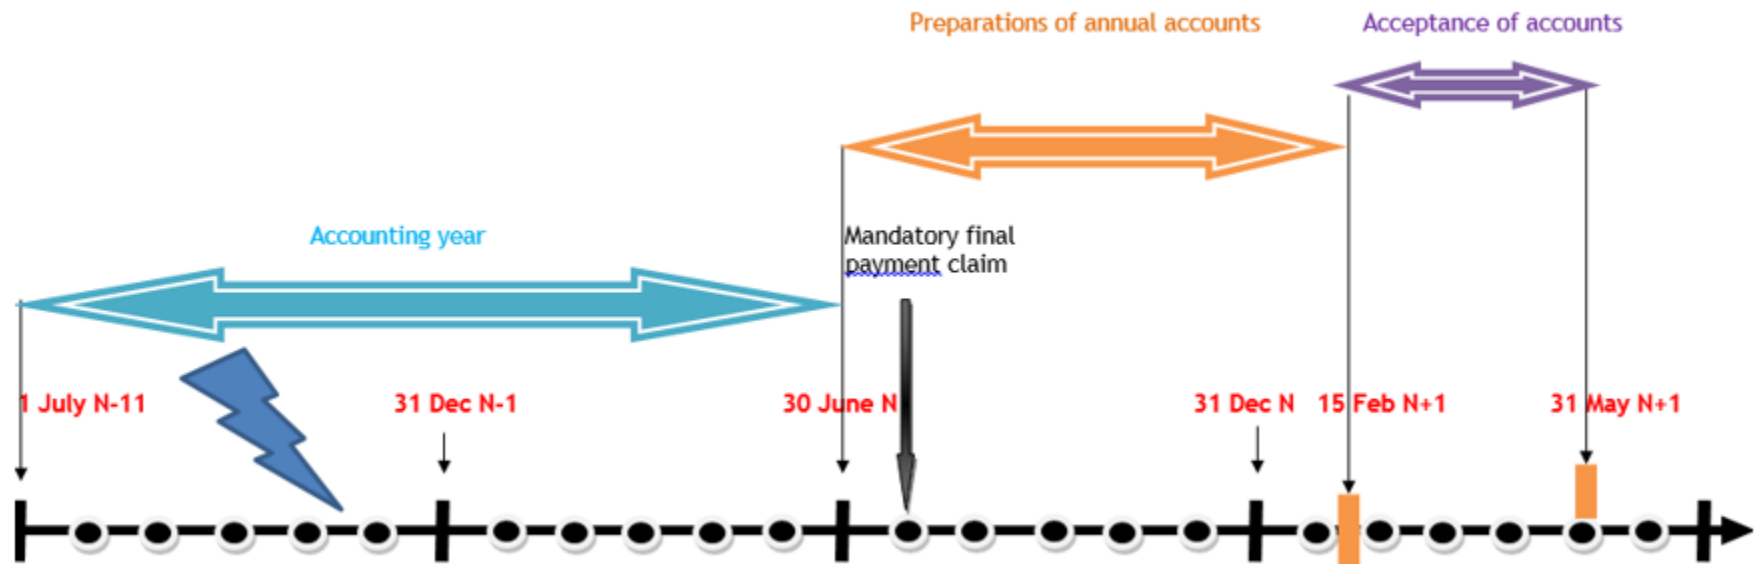 Preparations of annual accounts
Acceptance of accounts
Accounting year
Mandatory final
payment claim
1 July N-11
31 Dec N-1
30 June N
31 Dec N
15 Feb N+1
31 May N+1